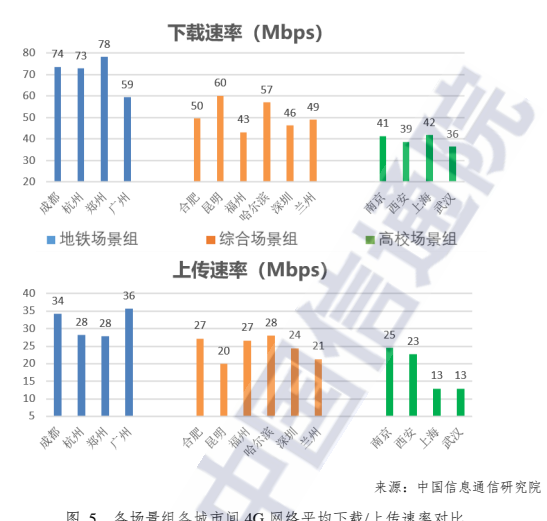 下载速率（Mbps）
80
70
60
50
40
30
20
74 73 78 59 50 60 43 57 46 49 41 39 42 36
成都 杭州 郑州 广州 合肥 昆明 福州 哈尔滨 深圳 兰州 南京 西安 上海 武汉
地铁场景组 综合场景组 高校场景组
上传速率（Mbps）
40
35
30
25
20
15
10
5
34 28 28 36 27 20 27 28 24 21 25 23 13 13
成都 杭州 郑州 广州 合肥 昆明 福州 哈尔滨 深圳 兰州 南京 西安 上海 武汉
来源：中国信息通信研究院
图 5 各场景组各城市间 4G 网络平均下载/上传速率对比
中国信通院